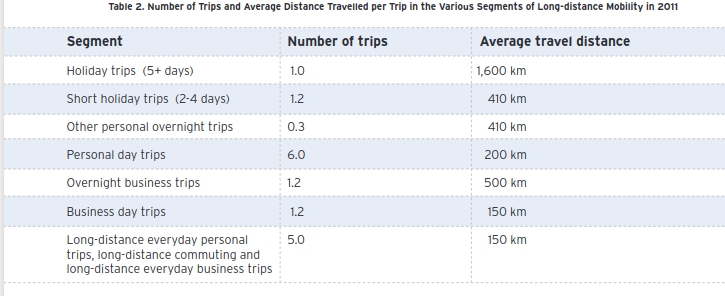 Table 2. Number of Trips and Average Distance Travelled per Trip in the Various Segments of Long-distance Mobility in 2011
Segment Number of trips Average travel distance
Holiday trips (5+ days) 1.0 1,600 km
Short holiday trips (2-4 days) 1.2 410 km
Other personal overnight trips 0.3 410 km
Personal day trips 6.0 200 km
Overnight business trips 1.2 500 km
Business day trips 1.2 150 km
Long-distance everyday personal 5.0 150 km
trips, long-distance commuting and
long-distance everyday business trips